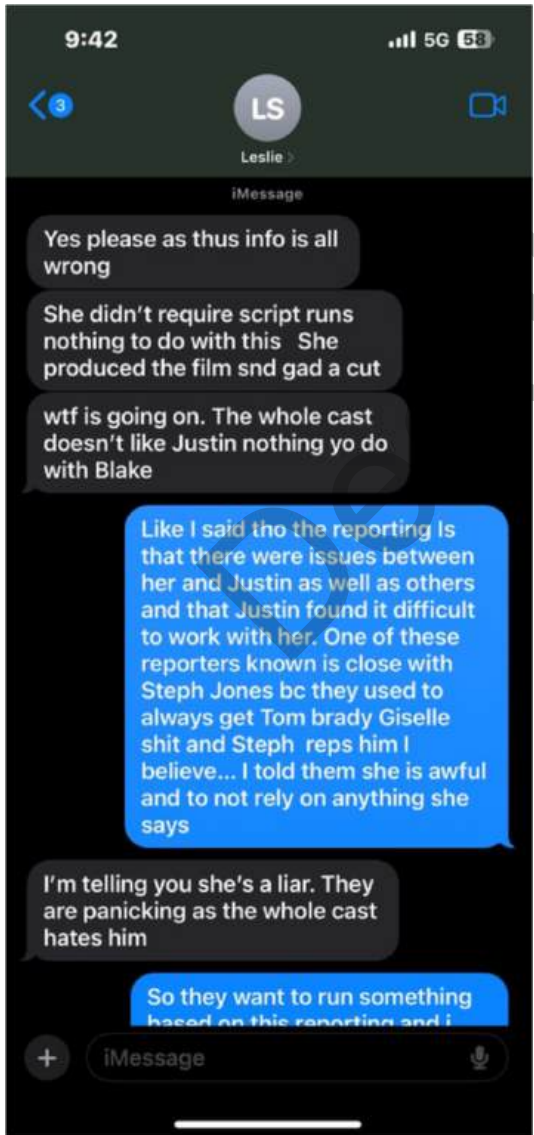 9:42
5G 58
3
LS
Leslie
iMessage
Yes please as thus info is all
wrong
She didn't require script runs
nothing to do with this She
produced the film snd gad a cut
wtf is going on. The whole cast
doesn't like Justin nothing yo do
with Blake
Like I said tho the reporting Is
that there were issues between
her and Justin as well as others
and that Justin found it difficult
to work with her. One of these
reporters known is close with
Steph Jones bc they used to
always get Tom brady Giselle
shit and Steph reps him I
believe... I told them she is awful
and to not rely on anything she
says
I'm telling you she's a liar. They
are panicking as the whole cast
hates him
So they want to run something
based on this reporting and i
iMessage
De